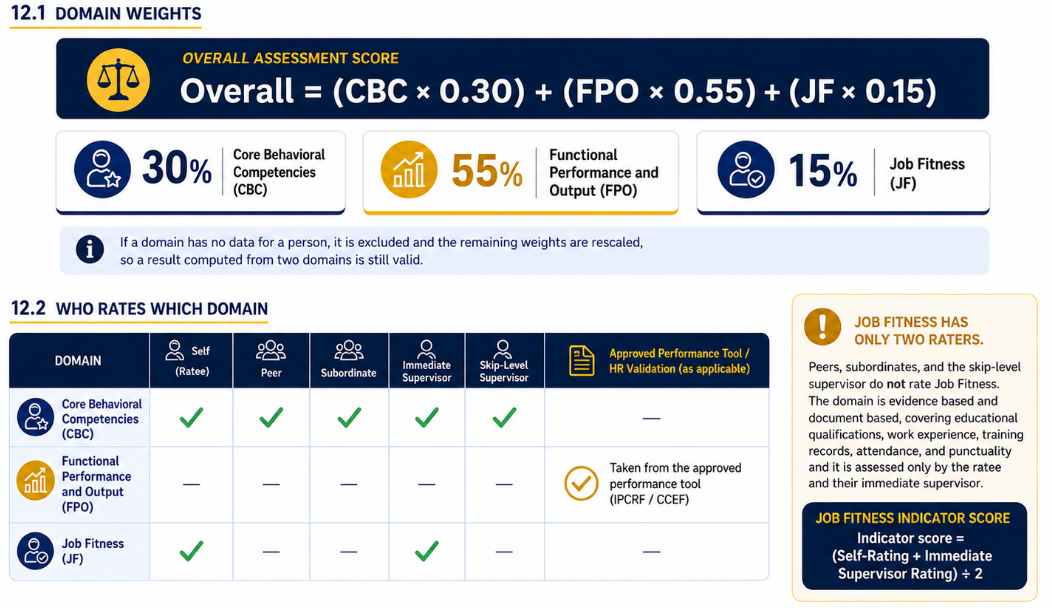 12.1 DOMAIN WEIGHTS
OVERALL ASSESSMENT SCORE
Overall = (CBC × 0.30) + (FPO × 0.55) + (JF × 0.15)
30%
Core Behavioral
Competencies
(CBC)
55%
Functional
Performance and
Output (FPO)
15%
Job Fitness
(JF)
If a domain has no data for a person, it is excluded and the remaining weights are rescaled,
so a result computed from two domains is still valid.
12.2 WHO RATES WHICH DOMAIN
DOMAIN
Self
(Ratee)
Peer
Subordinate
Immediate
Supervisor
Skip-Level
Supervisor
Approved Performance Tool /
HR Validation (as applicable)
Core Behavioral
Competencies
(CBC)
—
Functional
Performance
and Output
(FPO)
— — — — —
Taken from the approved
performance tool
(IPCRF / CCEF)
Job Fitness
(JF)
— — — —
JOB FITNESS HAS
ONLY TWO RATERS.
Peers, subordinates, and the skip-level
supervisor do not rate Job Fitness.
The domain is evidence based and
document based, covering educational
qualifications, work experience, training
records, attendance, and punctuality
and it is assessed only by the ratee
and their immediate supervisor.
JOB FITNESS INDICATOR SCORE
Indicator score =
(Self-Rating + Immediate
Supervisor Rating) ÷ 2